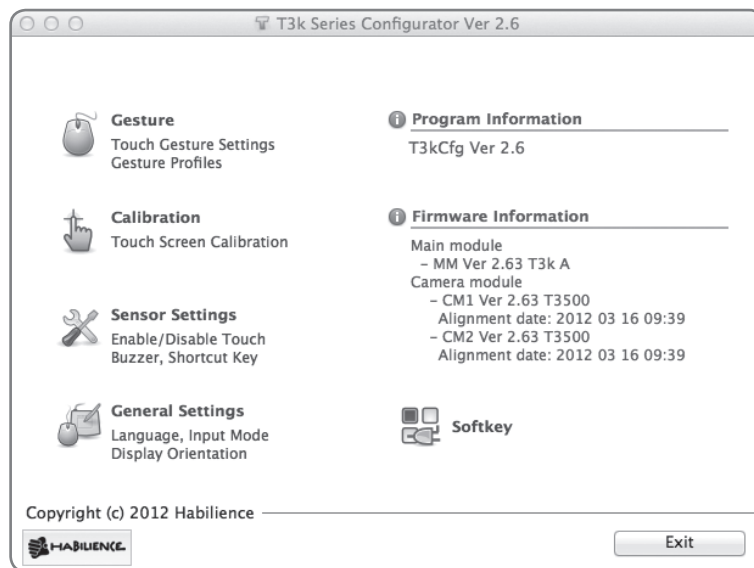 T3k Series Configurator Ver 2.6
Gesture
Touch Gesture Settings
Gesture Profiles
Calibration
Touch Screen Calibration
Sensor Settings
Enable/Disable Touch
Buzzer, Shortcut Key
General Settings
Language, Input Mode
Display Orientation
Program Information
T3kCfg Ver 2.6
Firmware Information
Main module
– MM Ver 2.63 T3k A
Camera module
– CM1 Ver 2.63 T3500
Alignment date: 2012 03 16 09:39
– CM2 Ver 2.63 T3500
Alignment date: 2012 03 16 09:39
Softkey
Copyright (c) 2012 Habilience
HABILIENCE
Exit